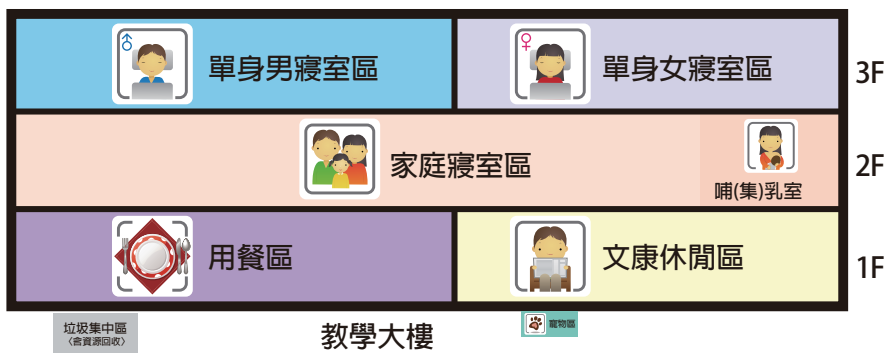 單身男寢室區
單身女寢室區
3F
家庭寢室區
哺(集)乳室
2F
用餐區
文康休閒區
1F
垃圾集中區
(含資源回收)
教學大樓
寵物區